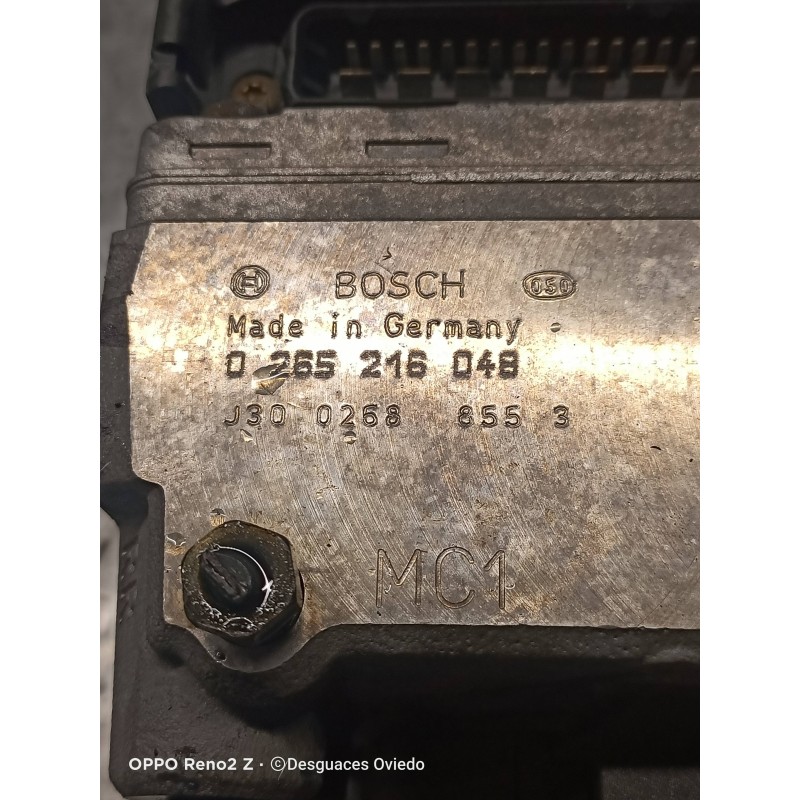 H BOSCH 050
Made in Germany
0 265 216 048
J30 0268 855 3
MC1
OPPO Reno2 Z · ©Desguaces Oviedo